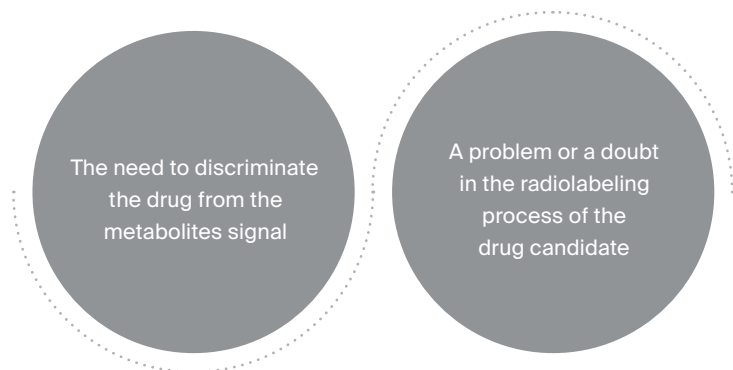 The need to discriminate
the drug from the
metabolites signal
A problem or a doubt
in the radiolabeling
process of the
drug candidate